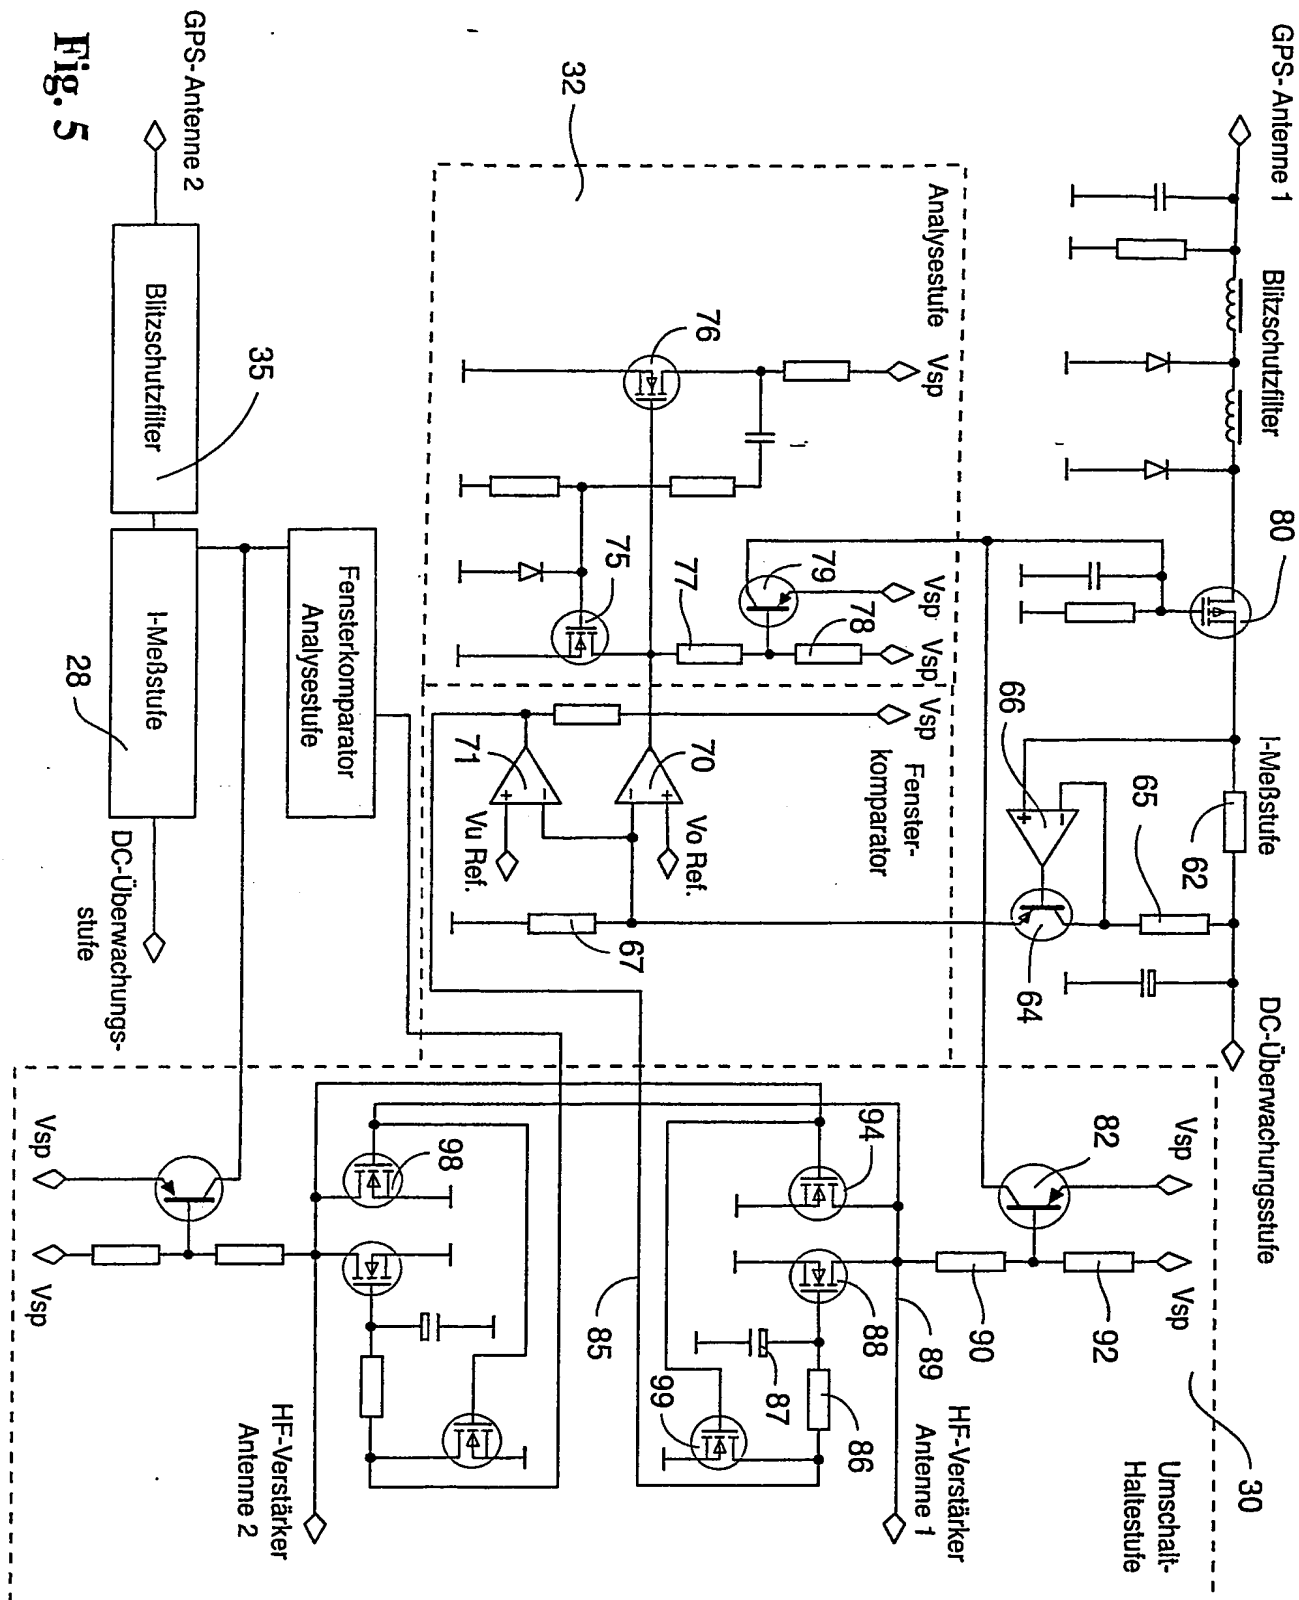 GPS-Antenne 1
Blitzschutzfilter
80
I-Meßstufe
62
65
66
64
DC-Überwachungsstufe
32
Analysestufe
Vsp
76
75
77
79
Vsp
78
Vsp
Vsp
Fenster-
komparator
70
71
Vo Ref.
Vu Ref.
67
82
Vsp
Vsp
92
90
89
94
88
87
86
99
85
HF-Verstärker
Antenne 1
30
Umschalt-
Haltestufe
98
HF-Verstärker
Antenne 2
Vsp
Vsp
GPS-Antenne 2
Blitzschutzfilter
35
I-Meßstufe
28
Fensterkomparator
Analysestufe
DC-Überwachungs-
stufe
Fig. 5